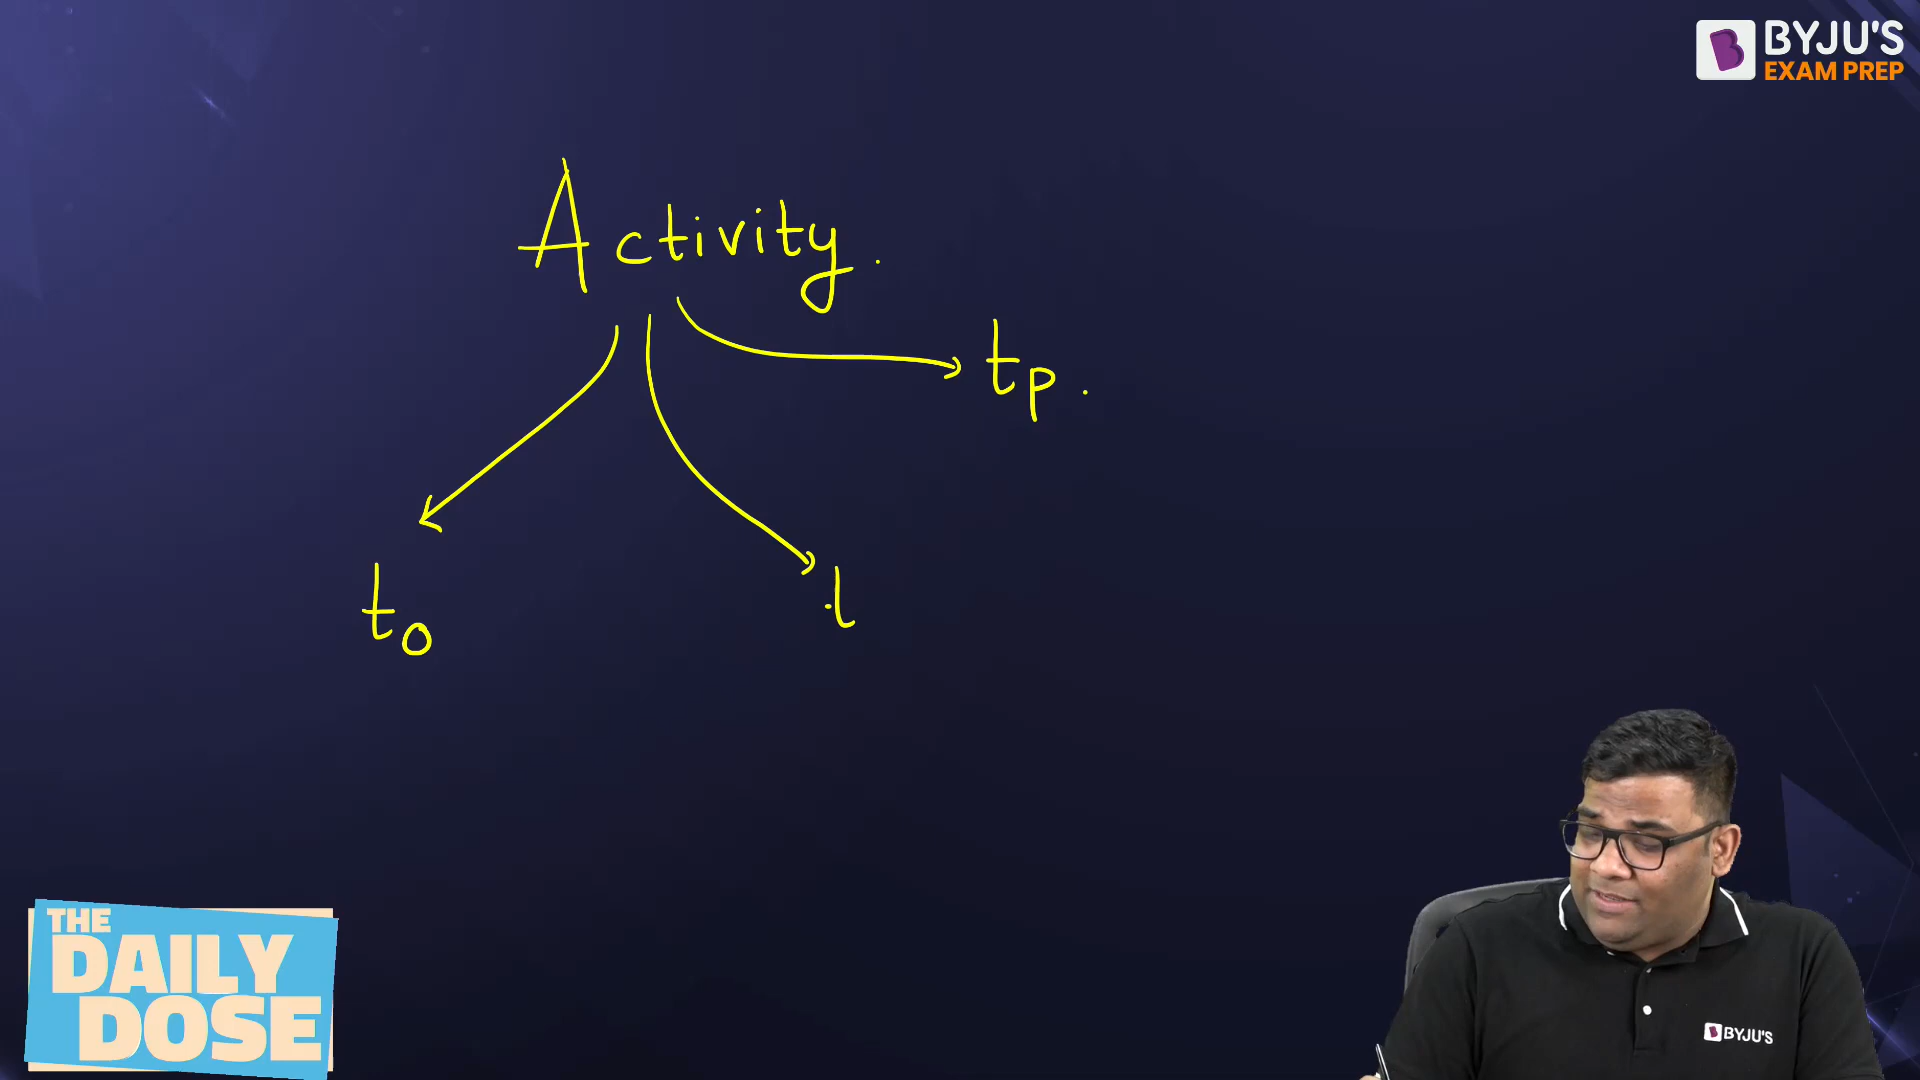 BYJU'S
EXAM PREP
Activity.
tp.
to
THE
DAILY
DOSE
BYJU'S